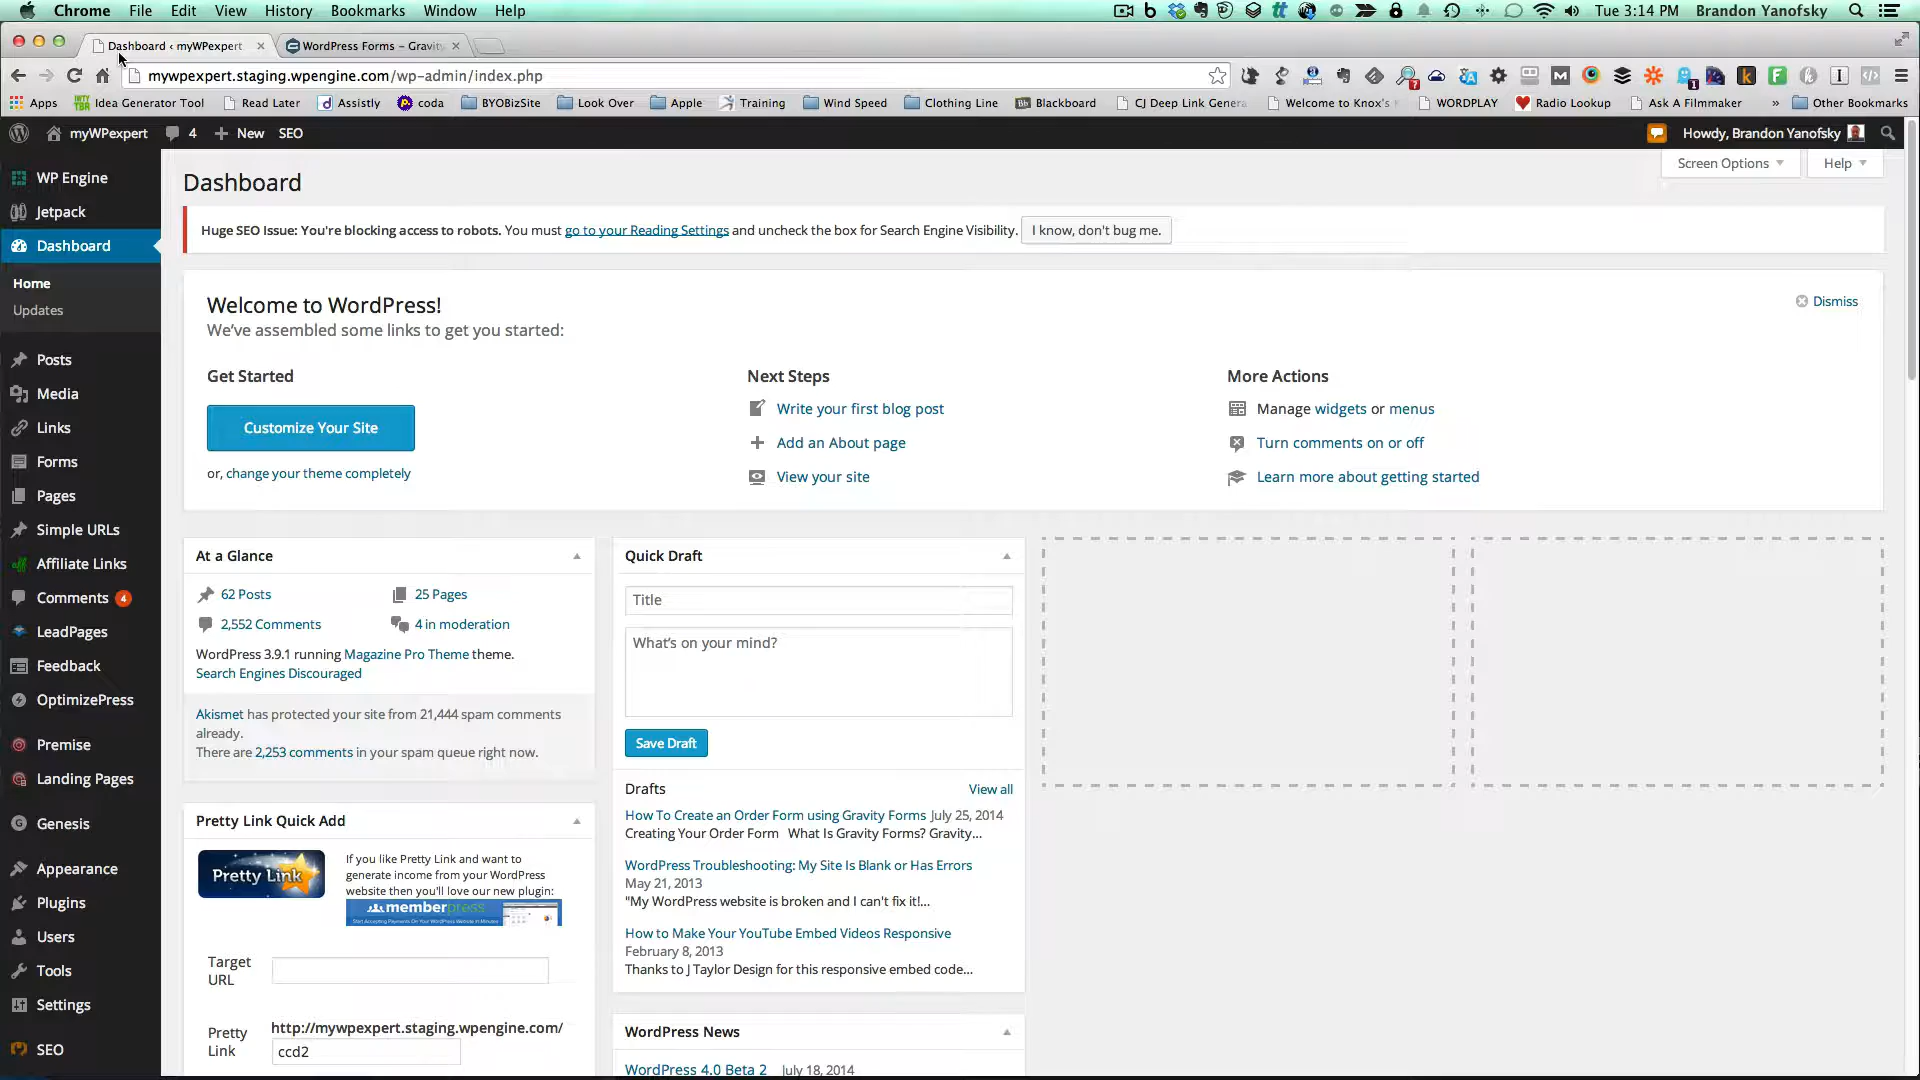 Chrome File Edit View History Bookmarks Window Help Tue 3:14 PM Brandon Yanofsky
Dashboard ‹ myWPexpert WordPress Forms – Gravit
mywpexpert.staging.wpengine.com/wp-admin/index.php
Apps Idea Generator Tool Read Later Assistly coda BYOBizSite Look Over Apple Training Wind Speed Clothing Line Blackboard CJ Deep Link Genera Welcome to Knox's WORDPLAY Radio Lookup Ask A Filmmaker » Other Bookmarks
myWPexpert 4 + New SEO Howdy, Brandon Yanofsky
Screen Options Help
WP Engine
Jetpack
Dashboard
Home
Updates
Posts
Media
Links
Forms
Pages
Simple URLs
Affiliate Links
Comments 4
LeadPages
Feedback
OptimizePress
Premise
Landing Pages
Genesis
Appearance
Plugins
Users
Tools
Settings
SEO
Dashboard
Huge SEO Issue: You're blocking access to robots. You must go to your Reading Settings and uncheck the box for Search Engine Visibility. I know, don't bug me.
Welcome to WordPress!
We've assembled some links to get you started:
Dismiss
Get Started
Customize Your Site
or, change your theme completely
Next Steps
Write your first blog post
Add an About page
View your site
More Actions
Manage widgets or menus
Turn comments on or off
Learn more about getting started
At a Glance
62 Posts 25 Pages
2,552 Comments 4 in moderation
WordPress 3.9.1 running Magazine Pro Theme theme.
Search Engines Discouraged
Akismet has protected your site from 21,444 spam comments
already.
There are 2,253 comments in your spam queue right now.
Pretty Link Quick Add
Pretty Link
If you like Pretty Link and want to
generate income from your WordPress
website then you'll love our new plugin:
memberpress
Start Accepting Payments On Your WordPress Website In Minutes
Target
URL
Pretty
Link
http://mywpexpert.staging.wpengine.com/
ccd2
Quick Draft
Title
What's on your mind?
Save Draft
Drafts View all
How To Create an Order Form using Gravity Forms July 25, 2014
Creating Your Order Form What Is Gravity Forms? Gravity...
WordPress Troubleshooting: My Site Is Blank or Has Errors
May 21, 2013
"My WordPress website is broken and I can't fix it!...
How to Make Your YouTube Embed Videos Responsive
February 8, 2013
Thanks to J Taylor Design for this responsive embed code...
WordPress News
WordPress 4.0 Beta 2 July 18, 2014